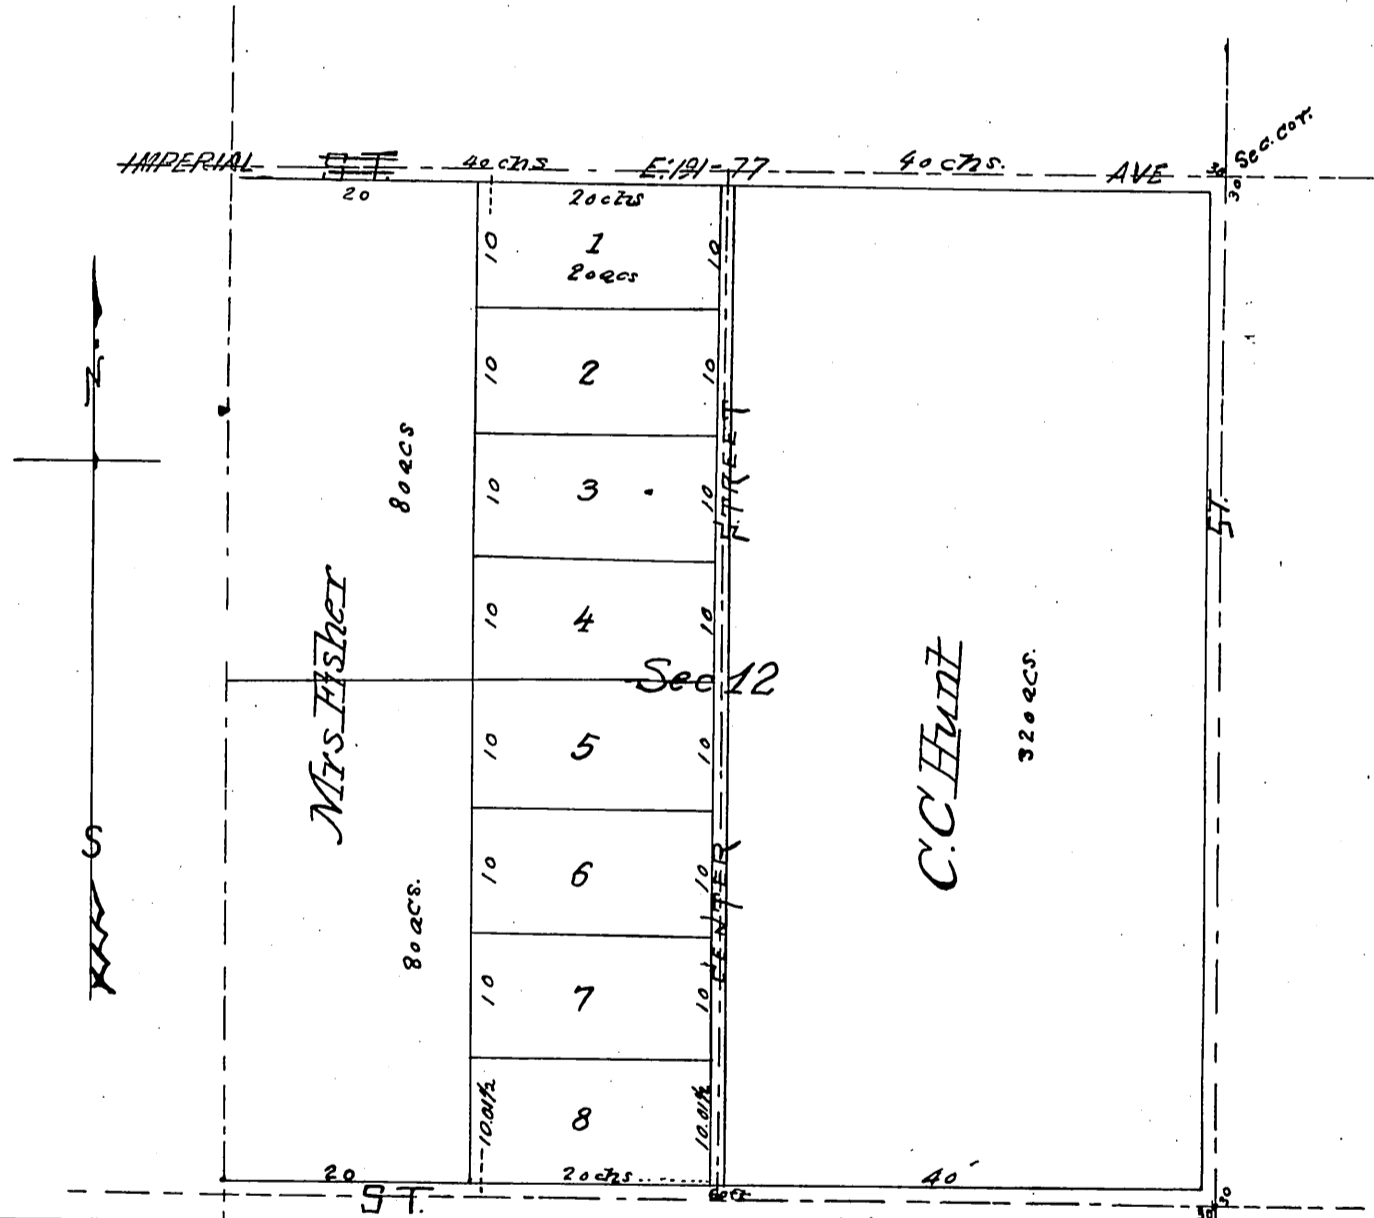 Sec. cor.
IMPERIAL ST. 40 chs E:191-77 40 chs. AVE 30
30
20 20 chs
10 1 10
20 acs
10 2 10
N.
80 acs
10 3 10
STREET
ST.
10 4 10
Mrs Fisher
Sec 12
C.C Hunt
320 acs.
10 5 10
S
10 6 10
CENTER
80 acs.
10 7 10
10.01½ 8 10.01½
20 20 chs 40
ST.
30
30